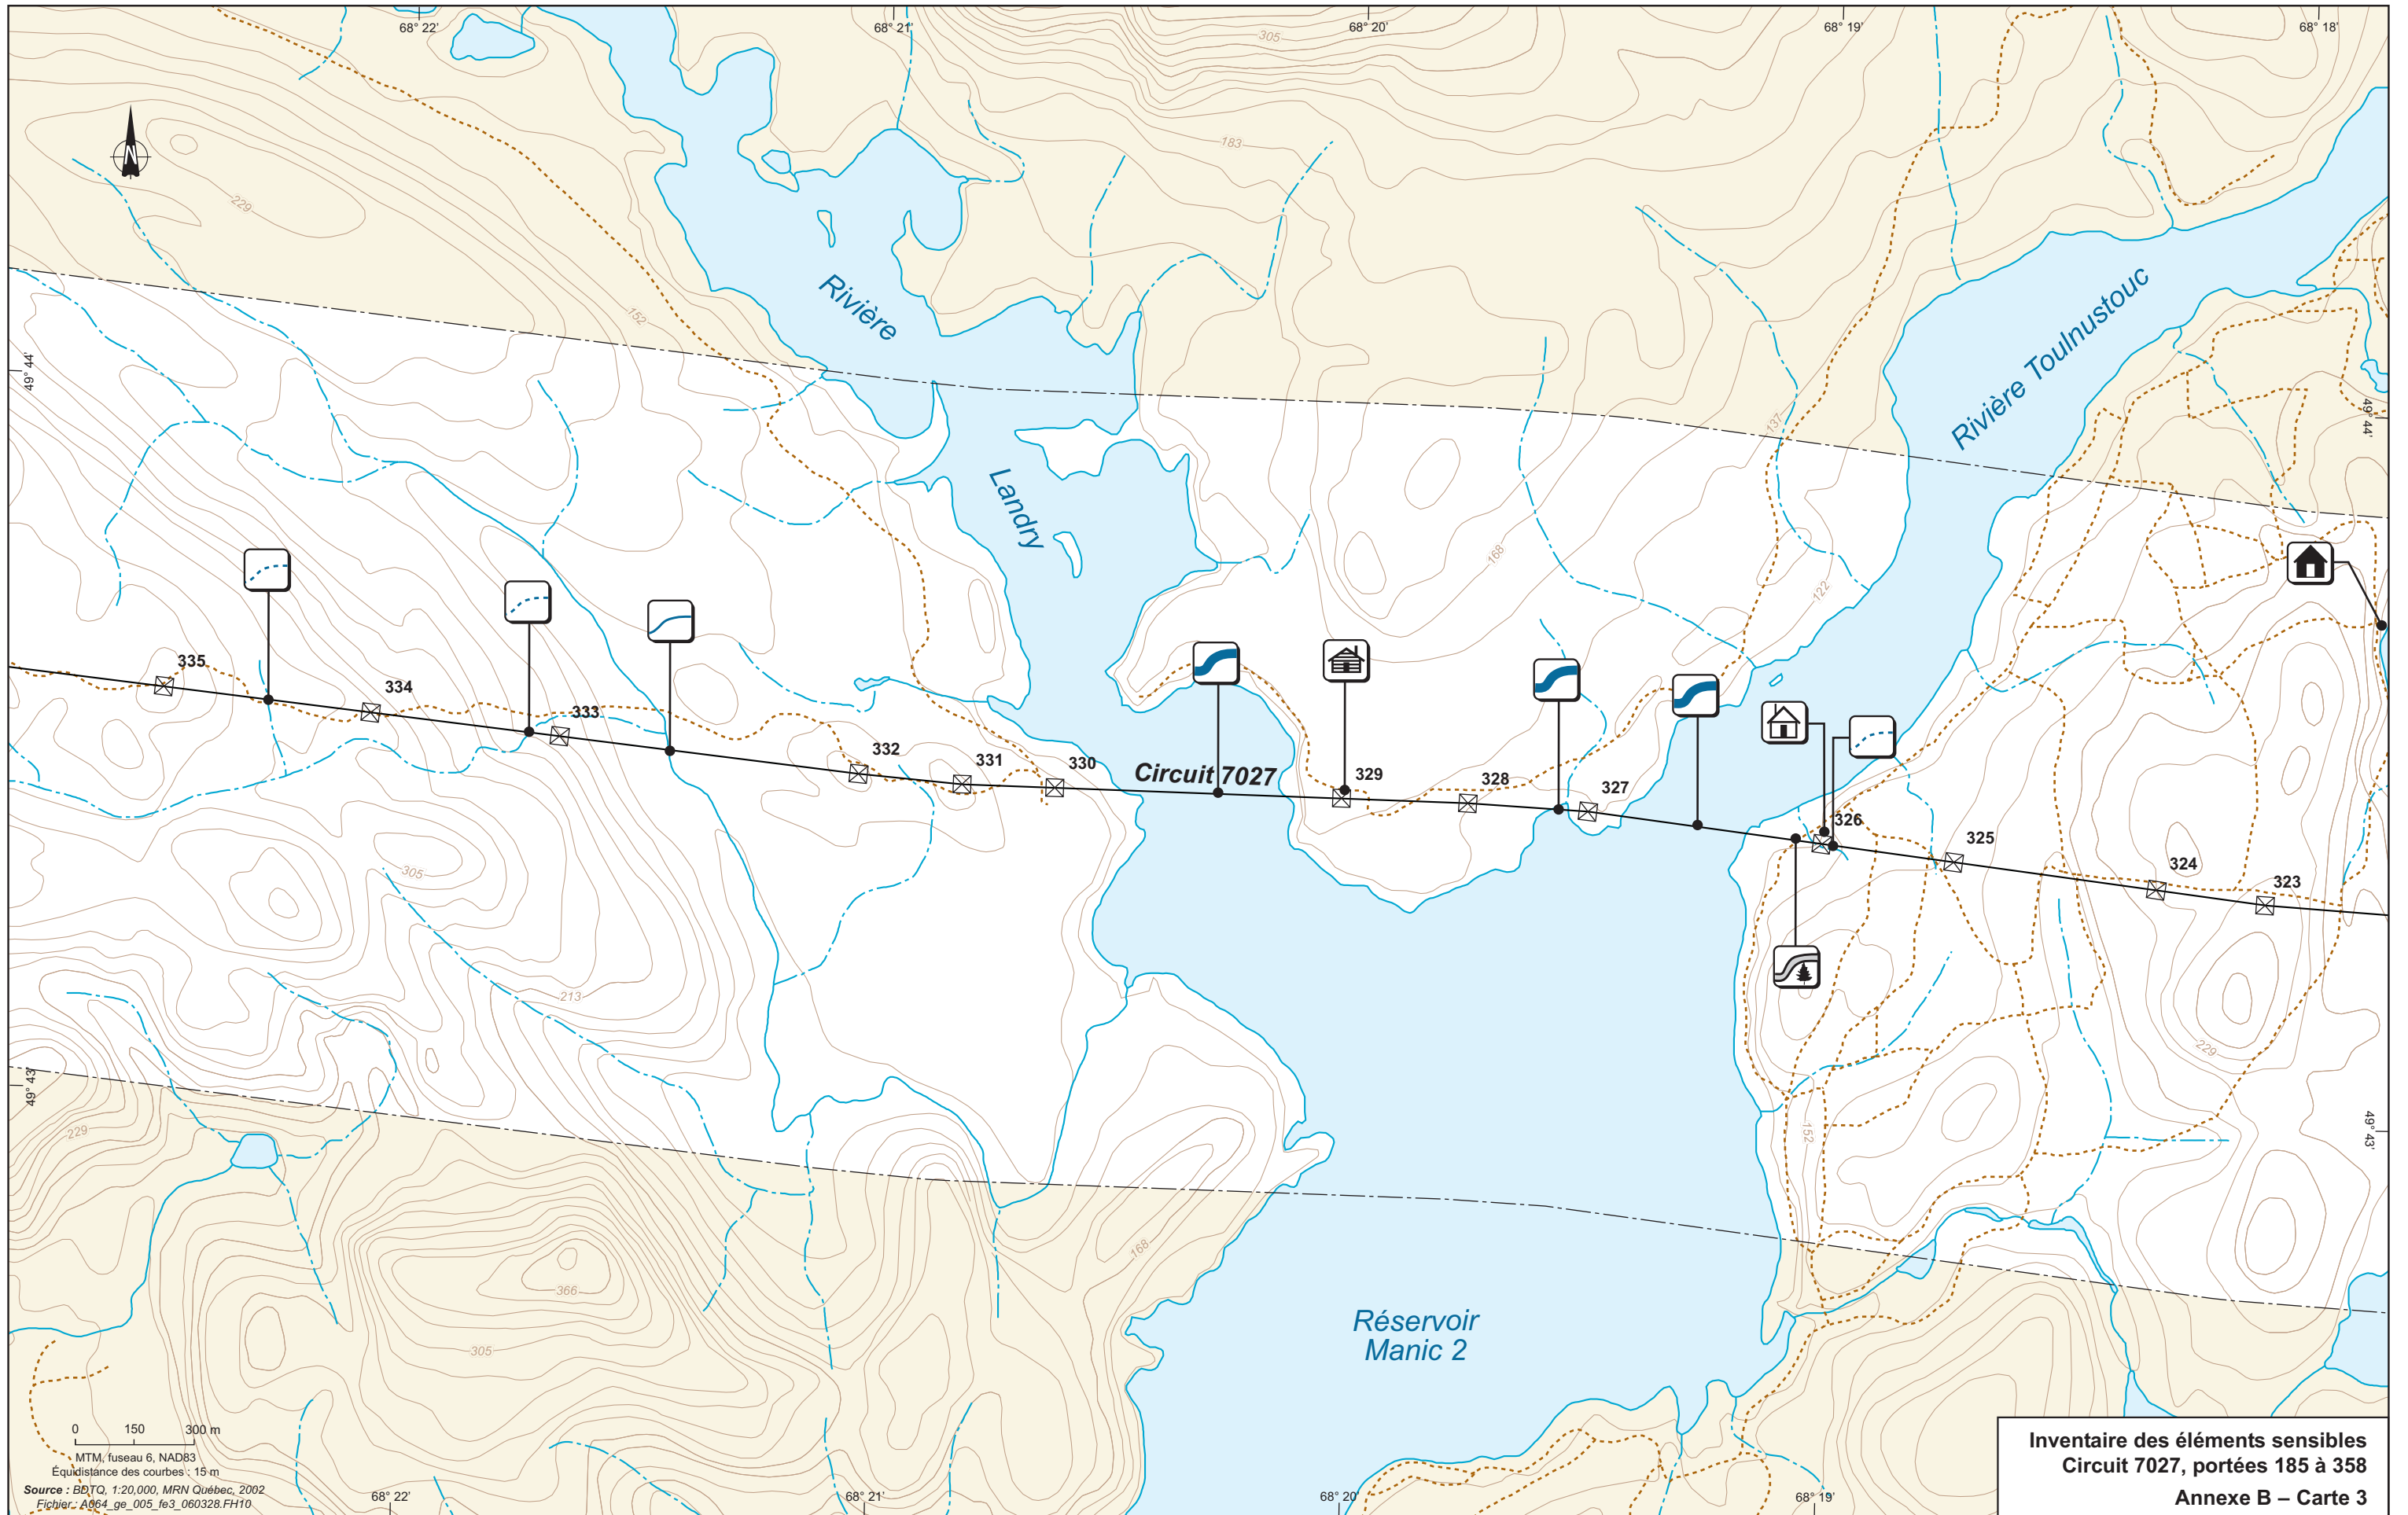 68° 22'
68° 21'
68° 20'
68° 19'
68° 18'
305
183
N
229
152
137
Rivière
Landry
Rivière Toulnustouc
49° 44'
49° 44'
168
122
335
334
333
332
331
330
329
328
327
326
325
324
323
Circuit 7027
305
213
229
229
152
49° 43'
49° 43'
168
366
305
Réservoir
Manic 2
0 150 300 m
MTM, fuseau 6, NAD83
Équidistance des courbes : 15 m
Source : BDTQ, 1:20,000, MRN Québec, 2002
Fichier : A064_ge_005_fe3_060328.FH10
68° 22'
68° 21'
68° 20'
68° 19'
Inventaire des éléments sensibles
Circuit 7027, portées 185 à 358
Annexe B – Carte 3